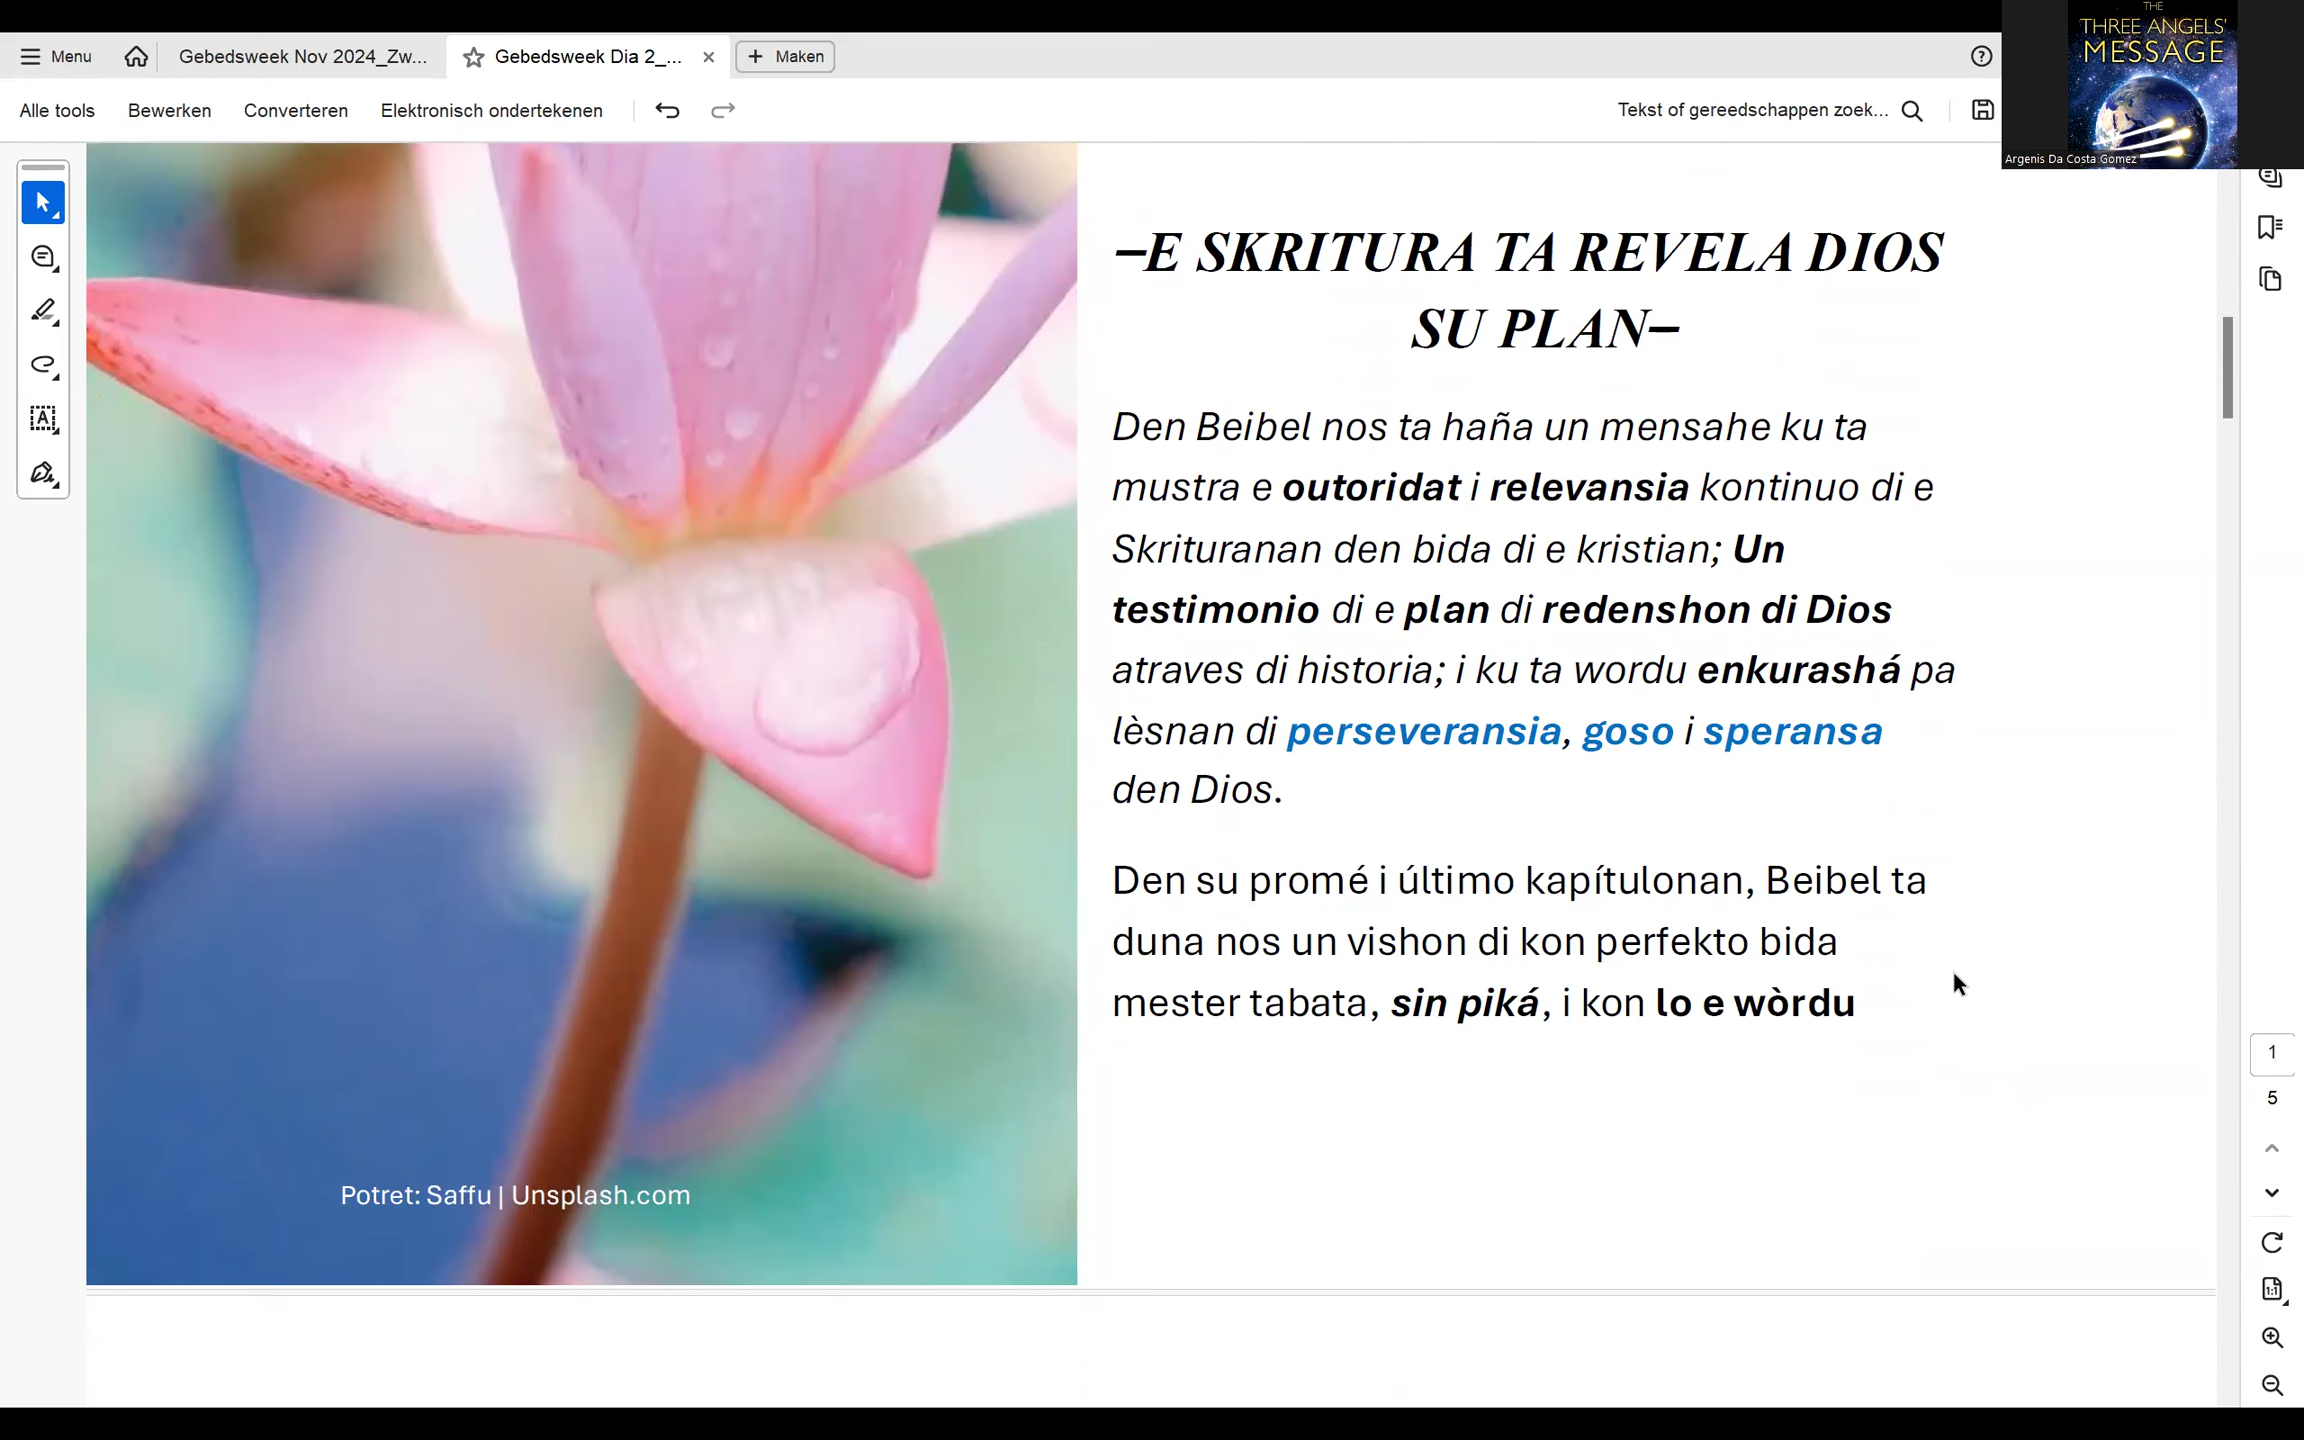 THE
THREE ANGELS'
MESSAGE
Argenis Da Costa Gomez
Menu
Gebedsweek Nov 2024_Zw...
Gebedsweek Dia 2_...
Maken
Alle tools
Bewerken
Converteren
Elektronisch ondertekenen
Tekst of gereedschappen zoek...
–E SKRITURA TA REVELA DIOS
SU PLAN–
Den Beibel nos ta haña un mensahe ku ta
mustra e outoridat i relevansia kontinuo di e
Skrituranan den bida di e kristian; Un
testimonio di e plan di redenshon di Dios
atraves di historia; i ku ta wordu enkurashá pa
lèsnan di perseveransia, goso i speransa
den Dios.
Den su promé i último kapítulonan, Beibel ta
duna nos un vishon di kon perfekto bida
mester tabata, sin piká, i kon lo e wòrdu
Potret: Saffu | Unsplash.com
1
5